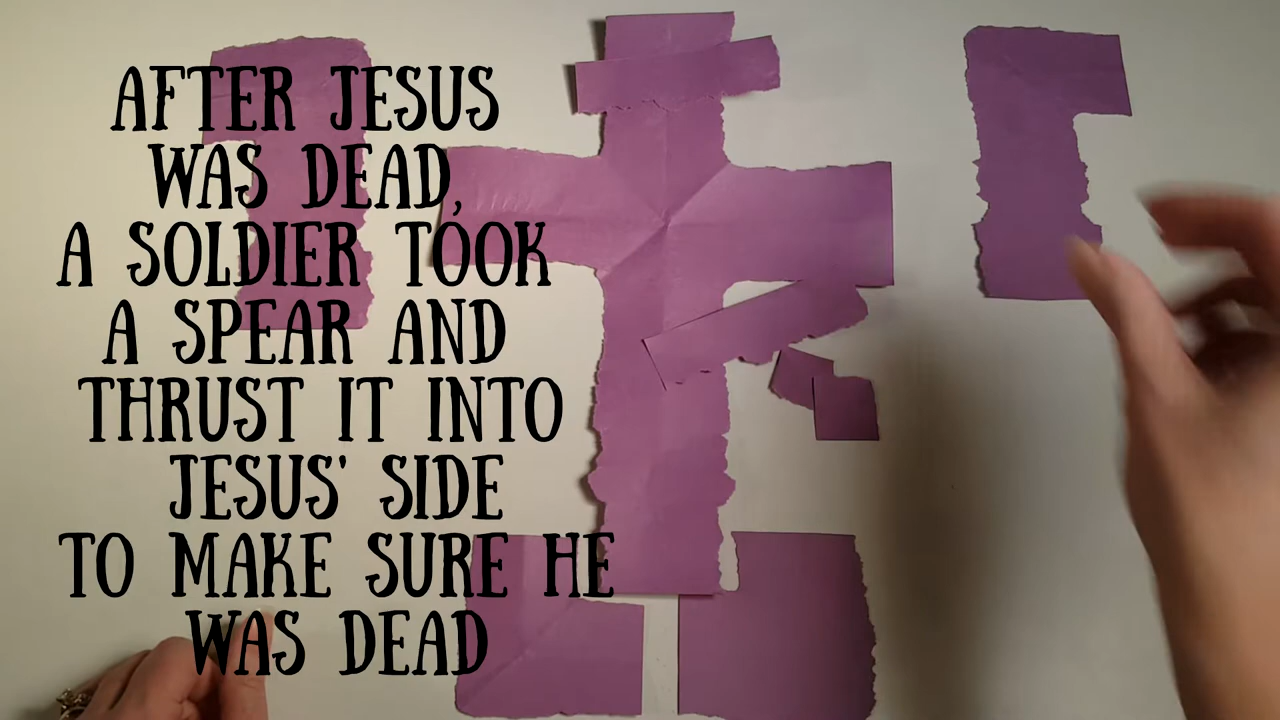 AFTER JESUS
WAS DEAD,
A SOLDIER TOOK
A SPEAR AND
THRUST IT INTO
JESUS' SIDE
TO MAKE SURE HE
WAS DEAD